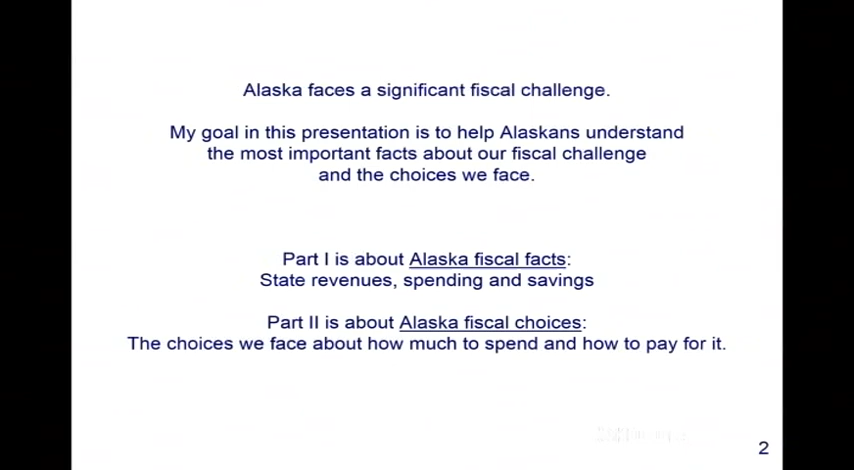 Alaska faces a significant fiscal challenge.
My goal in this presentation is to help Alaskans understand
the most important facts about our fiscal challenge
and the choices we face.
Part I is about Alaska fiscal facts:
State revenues, spending and savings
Part II is about Alaska fiscal choices:
The choices we face about how much to spend and how to pay for it.
2